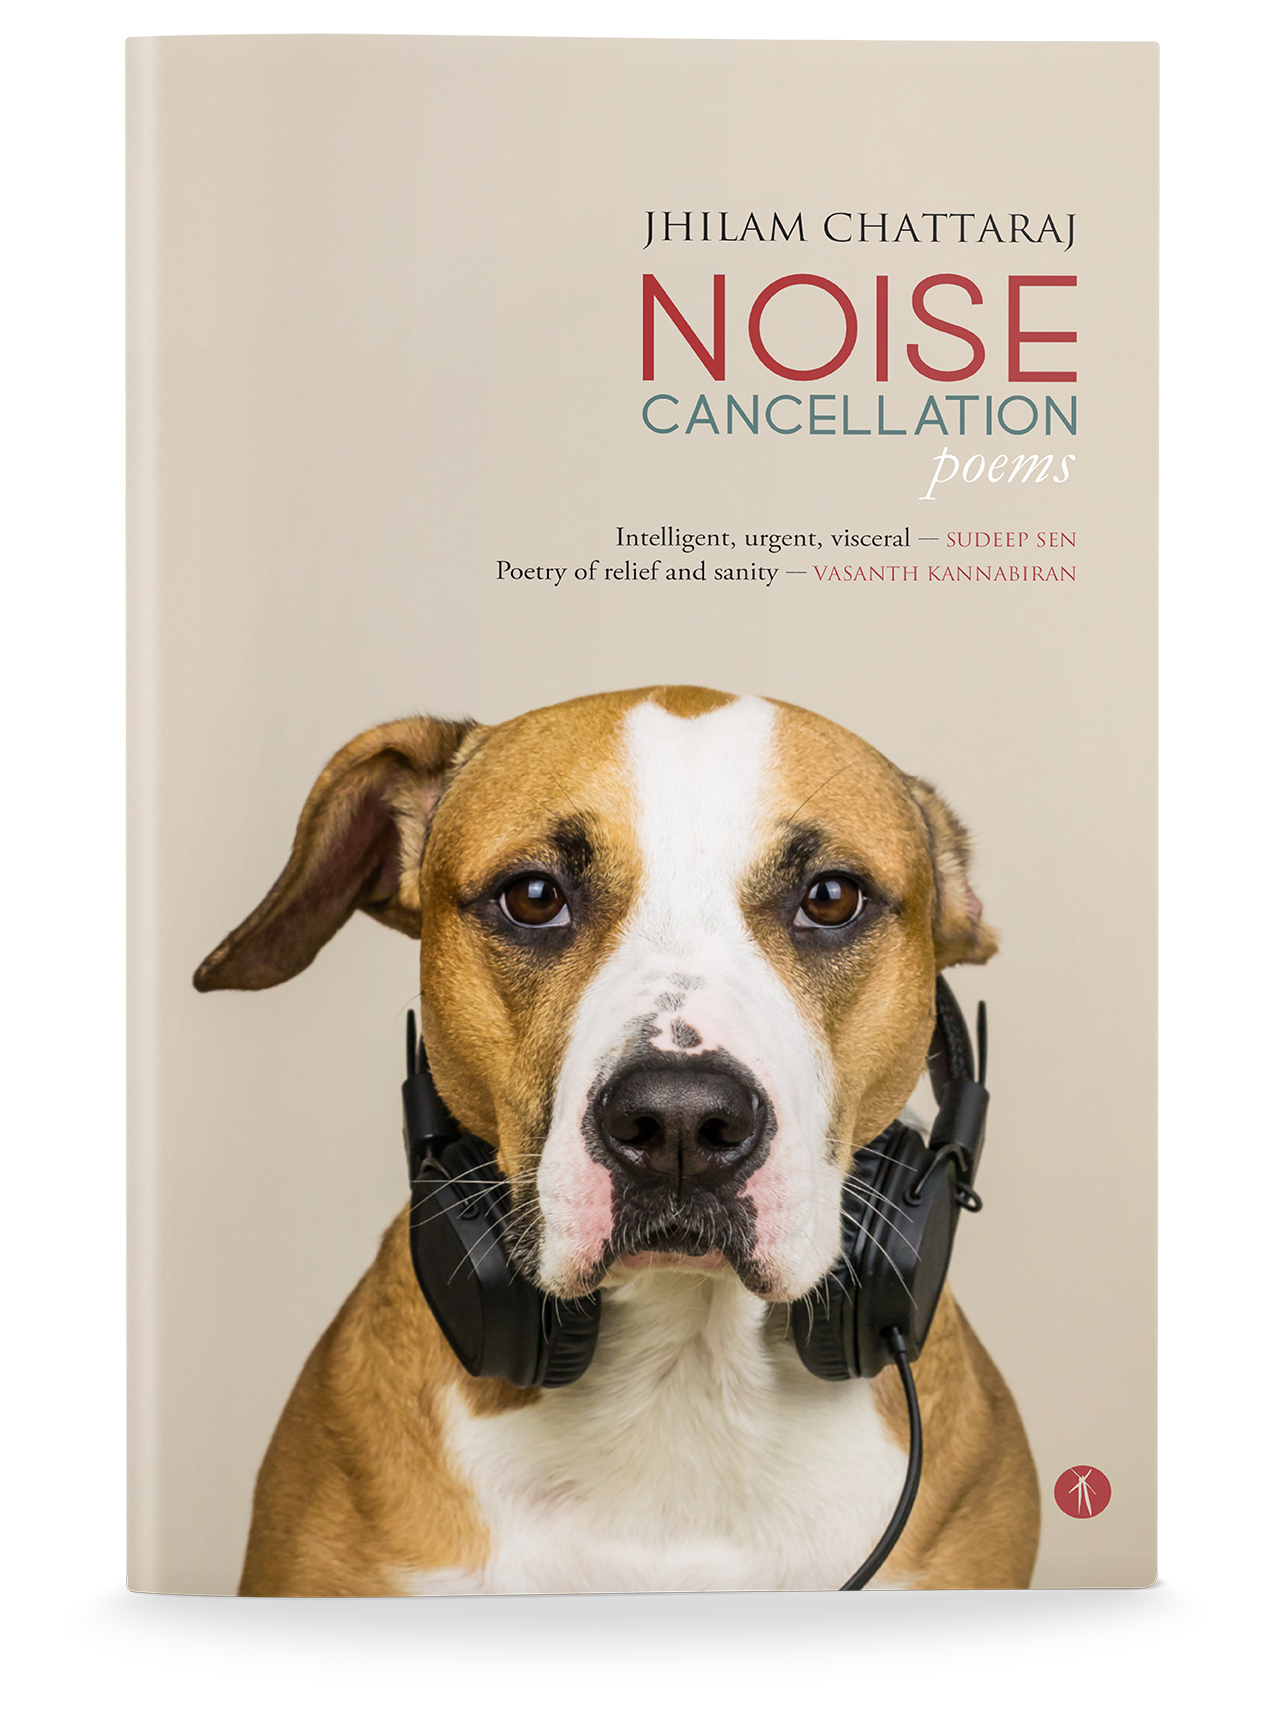 JHILAM CHATTARAJ
NOISE
CANCELLATION
poems
Intelligent, urgent, visceral — SUDEEP SEN
Poetry of relief and sanity — VASANTH KANNABIRAN